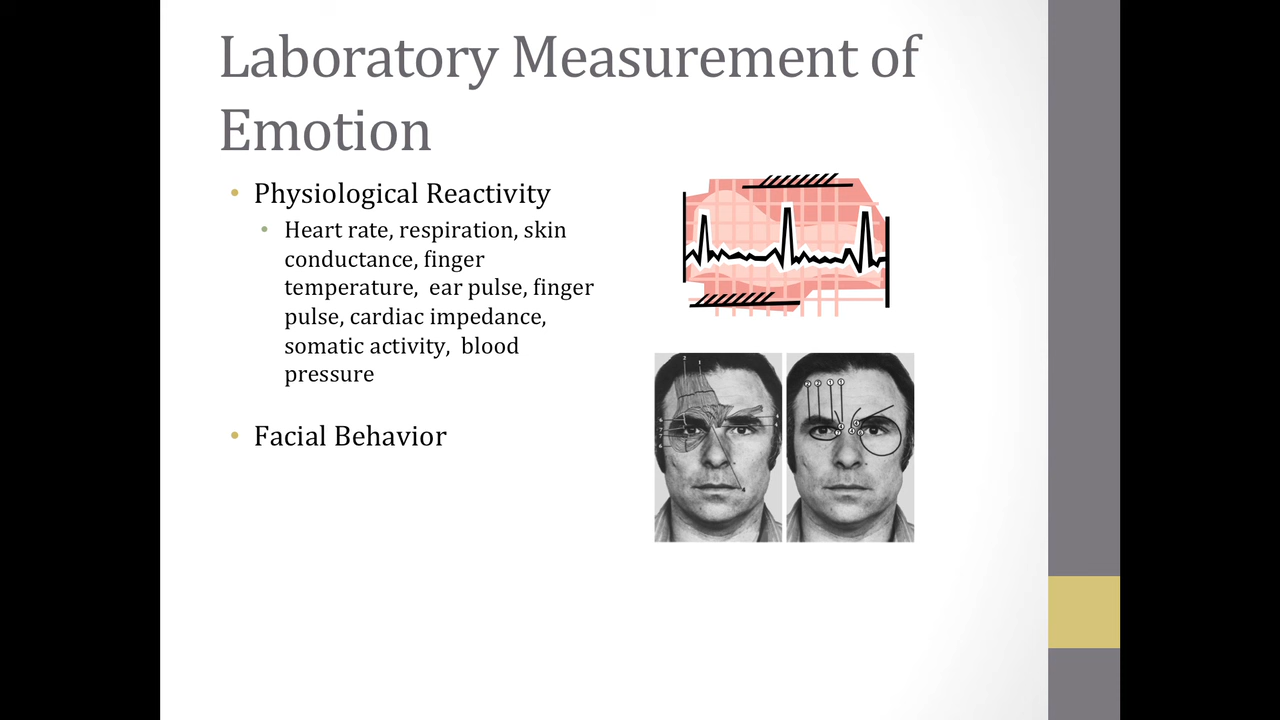 Laboratory Measurement of
Emotion
• Physiological Reactivity
• Heart rate, respiration, skin
conductance, finger
temperature,  ear pulse, finger
pulse, cardiac impedance,
somatic activity,  blood
pressure
• Facial Behavior